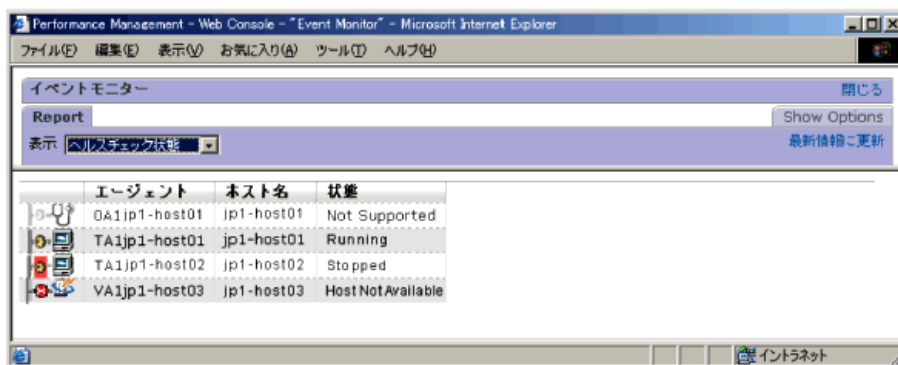 Performance Management - Web Console - "Event Monitor" - Microsoft Internet Explorer
ファイル(F) 編集(E) 表示(V) お気に入り(A) ツール(T) ヘルプ(H)
イベントモニター 閉じる
Report Show Options
表示 ヘルスチェック状態 最新情報に更新
エージェント ホスト名 状態
0A1jp1-host01 jp1-host01 Not Supported
TA1jp1-host01 jp1-host01 Running
TA1jp1-host02 jp1-host02 Stopped
VA1jp1-host03 jp1-host03 Host Not Available
イントラネット